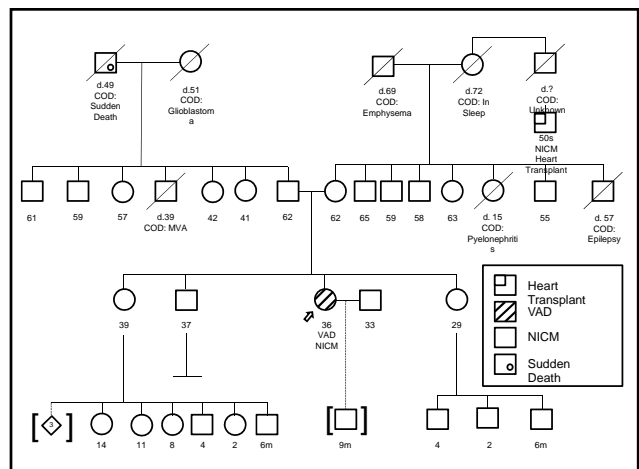 d.49
COD:
Sudden
Death
d.51
COD:
Glioblastom
a
d.69
COD:
Emphysema
d.72
COD: In
Sleep
d.?
COD:
Unkhown
50s
NICM
Heart
Transplant
61
59
57
d.39
COD: MVA
42
41
62
62
65
59
58
63
d. 15
COD:
Pyelonephriti
s
55
d. 57
COD:
Epilepsy
39
37
36
VAD
NICM
33
29
Heart
Transplant
VAD
NICM
Sudden
Death
[ 3 ]
14
11
8
4
2
6m
[ ]
9m
4
2
6m